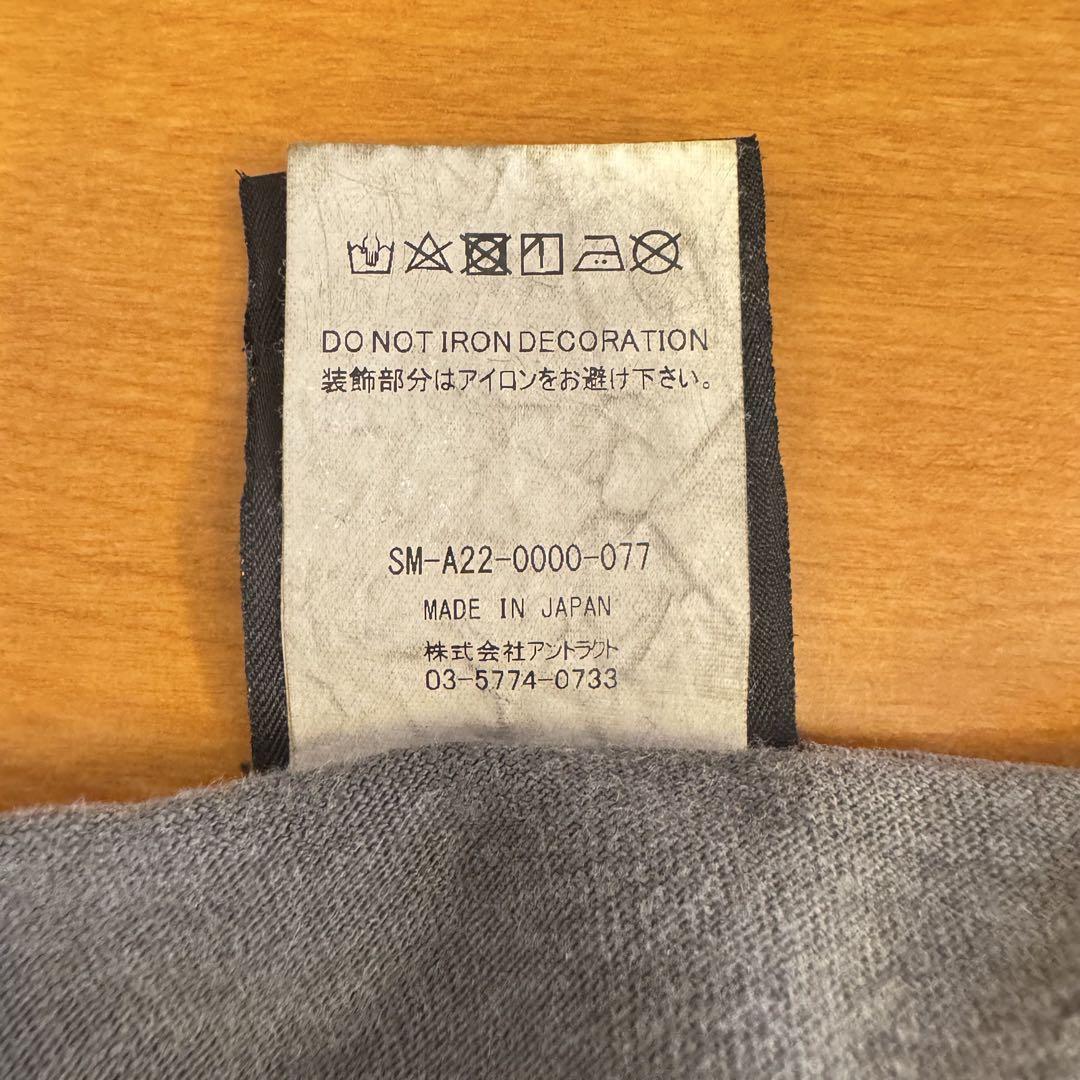 DO NOT IRON DECORATION
装飾部分はアイロンをお避け下さい。
SM-A22-0000-077
MADE IN JAPAN
株式会社アントラクト
03-5774-0733